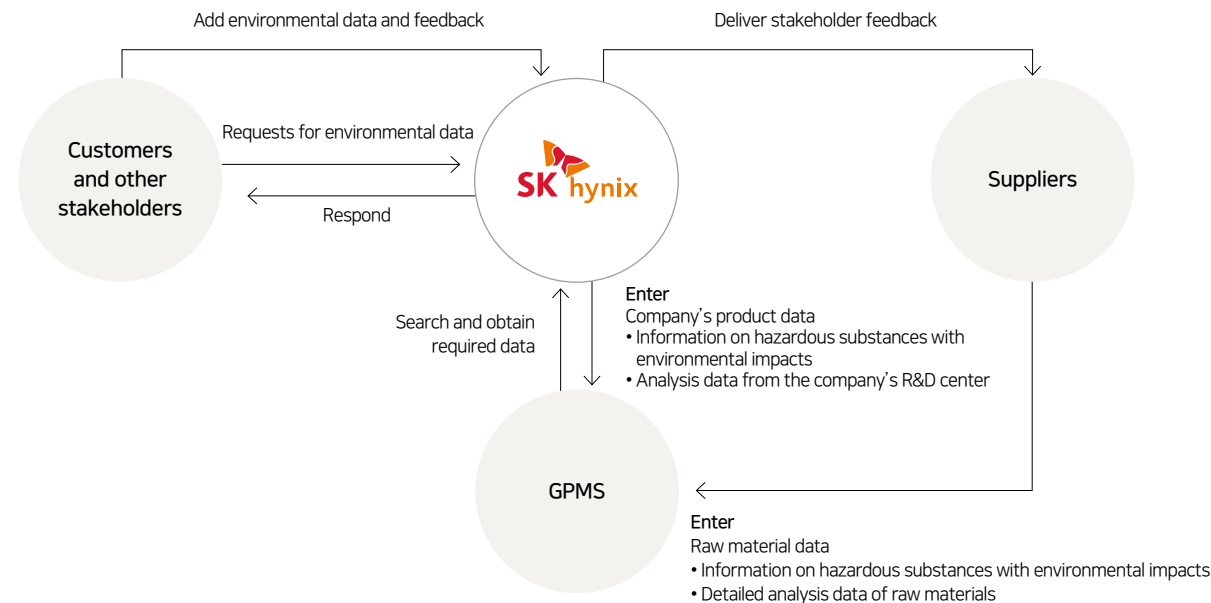 Add environmental data and feedback
Deliver stakeholder feedback
Customers
and other
stakeholders
Requests for environmental data
Respond
SK hynix
Suppliers
Search and obtain
required data
Enter
Company's product data
• Information on hazardous substances with
environmental impacts
• Analysis data from the company's R&D center
GPMS
Enter
Raw material data
• Information on hazardous substances with environmental impacts
• Detailed analysis data of raw materials